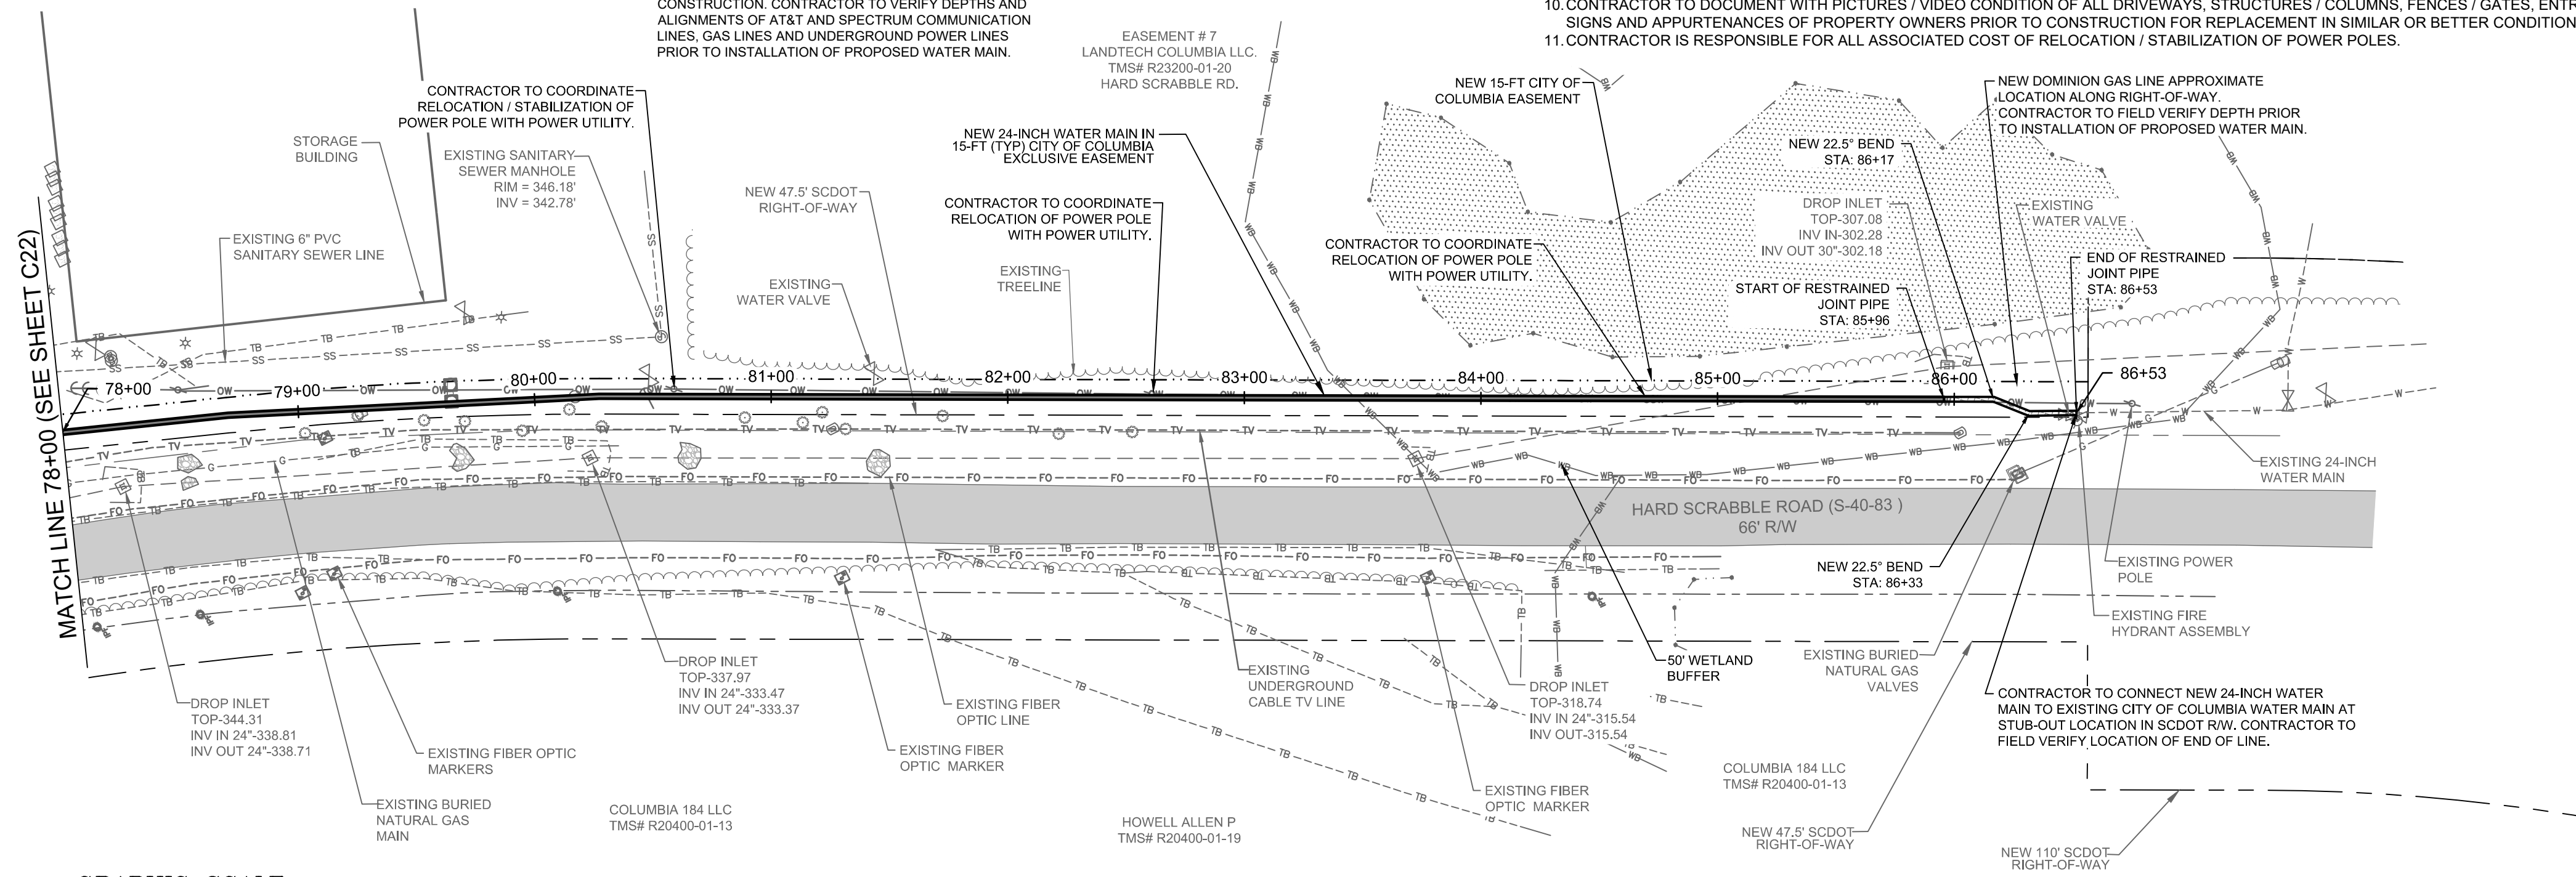 CONSTRUCTION. CONTRACTOR TO VERIFY DEPTHS AND
ALIGNMENTS OF AT&T AND SPECTRUM COMMUNICATION
LINES, GAS LINES AND UNDERGROUND POWER LINES
PRIOR TO INSTALLATION OF PROPOSED WATER MAIN.
10. CONTRACTOR TO DOCUMENT WITH PICTURES / VIDEO CONDITION OF ALL DRIVEWAYS, STRUCTURES / COLUMNS, FENCES / GATES,
SIGNS AND APPURTENANCES OF PROPERTY OWNERS PRIOR TO CONSTRUCTION FOR REPLACEMENT IN SIMILAR OR BETTER CONDITION
11. CONTRACTOR IS RESPONSIBLE FOR ALL ASSOCIATED COST OF RELOCATION / STABILIZATION OF POWER POLES.
EASEMENT # 7
LANDTECH COLUMBIA LLC.
TMS# R23200-01-20
HARD SCRABBLE RD.
CONTRACTOR TO COORDINATE
RELOCATION / STABILIZATION OF
POWER POLE WITH POWER UTILITY.
STORAGE
BUILDING
EXISTING SANITARY
SEWER MANHOLE
RIM = 346.18'
INV = 342.78'
EXISTING 6" PVC
SANITARY SEWER LINE
NEW 47.5' SCDOT
RIGHT-OF-WAY
EXISTING
WATER VALVE
NEW 24-INCH WATER MAIN IN
15-FT (TYP) CITY OF COLUMBIA
EXCLUSIVE EASEMENT
CONTRACTOR TO COORDINATE
RELOCATION OF POWER POLE
WITH POWER UTILITY.
EXISTING
TREELINE
NEW 15-FT CITY OF
COLUMBIA EASEMENT
CONTRACTOR TO COORDINATE
RELOCATION OF POWER POLE
WITH POWER UTILITY.
NEW 22.5° BEND
STA: 86+17
DROP INLET
TOP-307.08
INV IN-302.28
INV OUT 30"-302.18
START OF RESTRAINED
JOINT PIPE
STA: 85+96
NEW DOMINION GAS LINE APPROXIMATE
LOCATION ALONG RIGHT-OF-WAY.
CONTRACTOR TO FIELD VERIFY DEPTH PRIOR
TO INSTALLATION OF PROPOSED WATER MAIN.
EXISTING
WATER VALVE
END OF RESTRAINED
JOINT PIPE
STA: 86+53
MATCH LINE 78+00 (SEE SHEET C22)
78+00
79+00
80+00
81+00
82+00
83+00
84+00
85+00
86+00
86+53
EXISTING 24-INCH
WATER MAIN
HARD SCRABBLE ROAD (S-40-83 )
66' R/W
EXISTING POWER
POLE
NEW 22.5° BEND
STA: 86+33
EXISTING FIRE
HYDRANT ASSEMBLY
DROP INLET
TOP-344.31
INV IN 24"-338.81
INV OUT 24"-338.71
EXISTING FIBER OPTIC
MARKERS
EXISTING BURIED
NATURAL GAS
MAIN
DROP INLET
TOP-337.97
INV IN 24"-333.47
INV OUT 24"-333.37
EXISTING FIBER
OPTIC LINE
EXISTING FIBER
OPTIC MARKER
EXISTING
UNDERGROUND
CABLE TV LINE
DROP INLET
TOP-318.74
INV IN 24"-315.54
INV OUT-315.54
50' WETLAND
BUFFER
EXISTING BURIED
NATURAL GAS
VALVES
EXISTING FIBER
OPTIC MARKER
CONTRACTOR TO CONNECT NEW 24-INCH WATER
MAIN TO EXISTING CITY OF COLUMBIA WATER MAIN AT
STUB-OUT LOCATION IN SCDOT R/W. CONTRACTOR TO
FIELD VERIFY LOCATION OF END OF LINE.
COLUMBIA 184 LLC
TMS# R20400-01-13
HOWELL ALLEN P
TMS# R20400-01-19
COLUMBIA 184 LLC
TMS# R20400-01-13
NEW 47.5' SCDOT
RIGHT-OF-WAY
NEW 110' SCDOT
RIGHT-OF-WAY